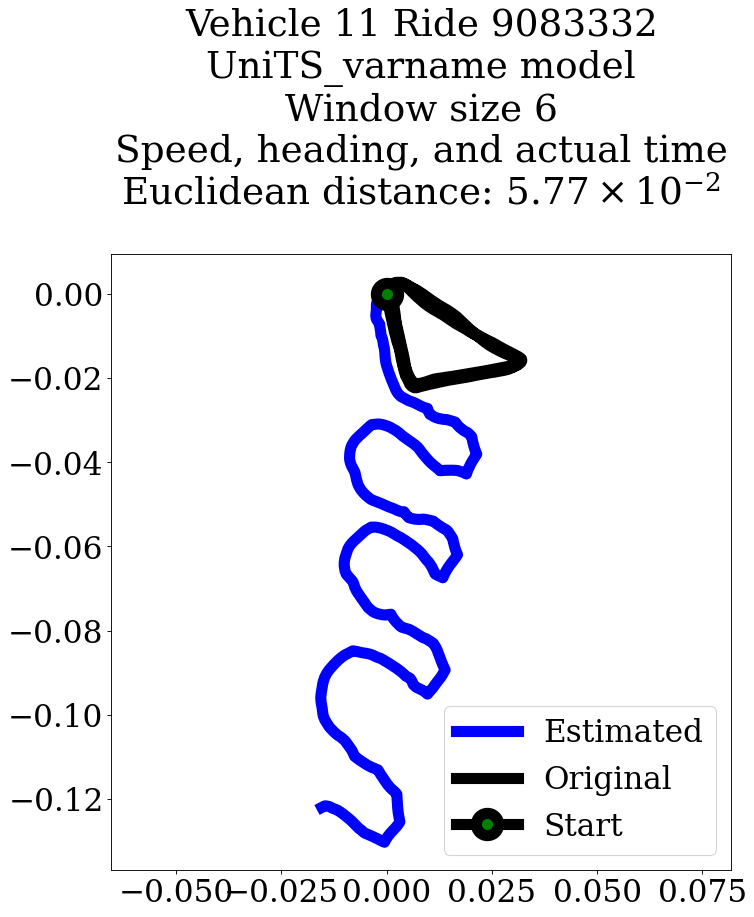 Vehicle 11 Ride 9083332
UniTS_varname model
Window size 6
Speed, heading, and actual time
Euclidean distance: 5.77 × 10⁻²
0.00
−0.02
−0.04
−0.06
−0.08
−0.10
−0.12
Estimated
Original
Start
−0.050 −0.025 0.000 0.025 0.050 0.075